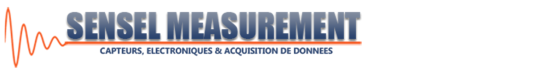 SENSEL MEASUREMENT
CAPTEURS, ELECTRONIQUES & ACQUISITION DE DONNEES